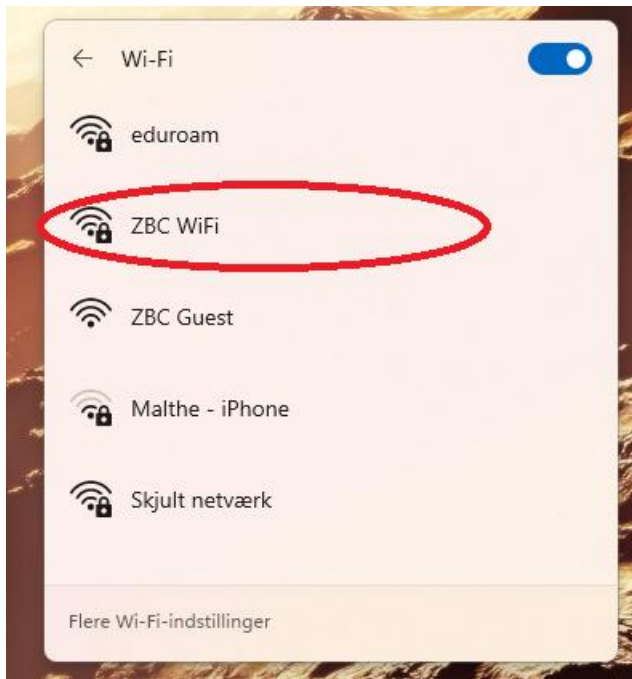 Wi-Fi
eduroam
ZBC WiFi
ZBC Guest
Malthe - iPhone
Skjult netværk
Flere Wi-Fi-indstillinger